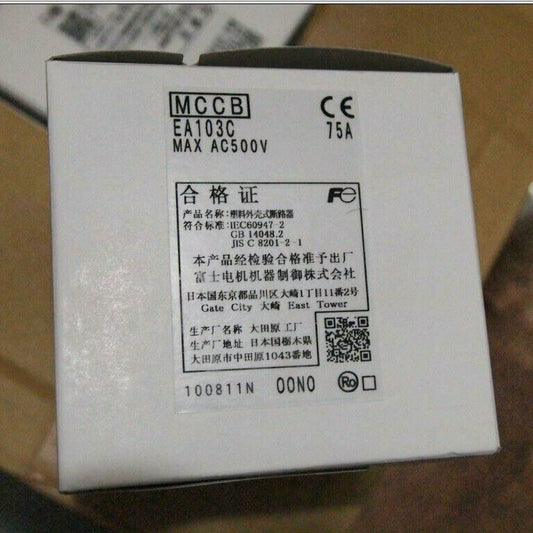 MCCB CE
EA103C 75A
MAX AC500V
合格证 Fe
产品名称:塑料外壳式断路器
符合标准:IEC60947-2
GB 14048.2
JIS C 8201-2-1
本产品经检验合格准予出厂
富士电机机器制御株式会社
日本国东京都品川区大崎1丁目11番2号
Gate City 大崎 East Tower
生产厂名称 大田原工厂
生产厂地址 日本国栃木県
大田原市中田原1043番地
100811N 00N0 Ro